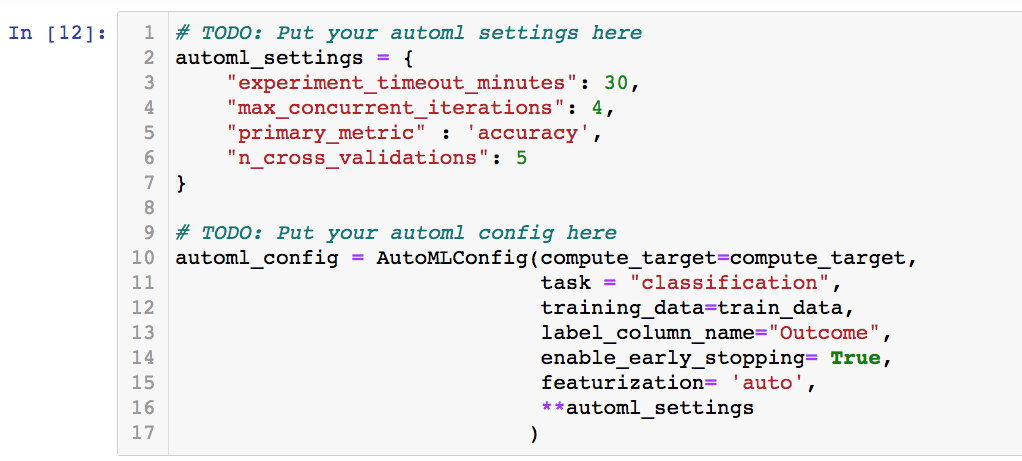 In [12]:
1 # TODO: Put your automl settings here
2 automl_settings = {
3     "experiment_timeout_minutes": 30,
4     "max_concurrent_iterations": 4,
5     "primary_metric" : 'accuracy',
6     "n_cross_validations": 5
7 }
8
9 # TODO: Put your automl config here
10 automl_config = AutoMLConfig(compute_target=compute_target,
11                              task = "classification",
12                              training_data=train_data,
13                              label_column_name="Outcome",
14                              enable_early_stopping= True,
15                              featurization= 'auto',
16                              **automl_settings
17                             )